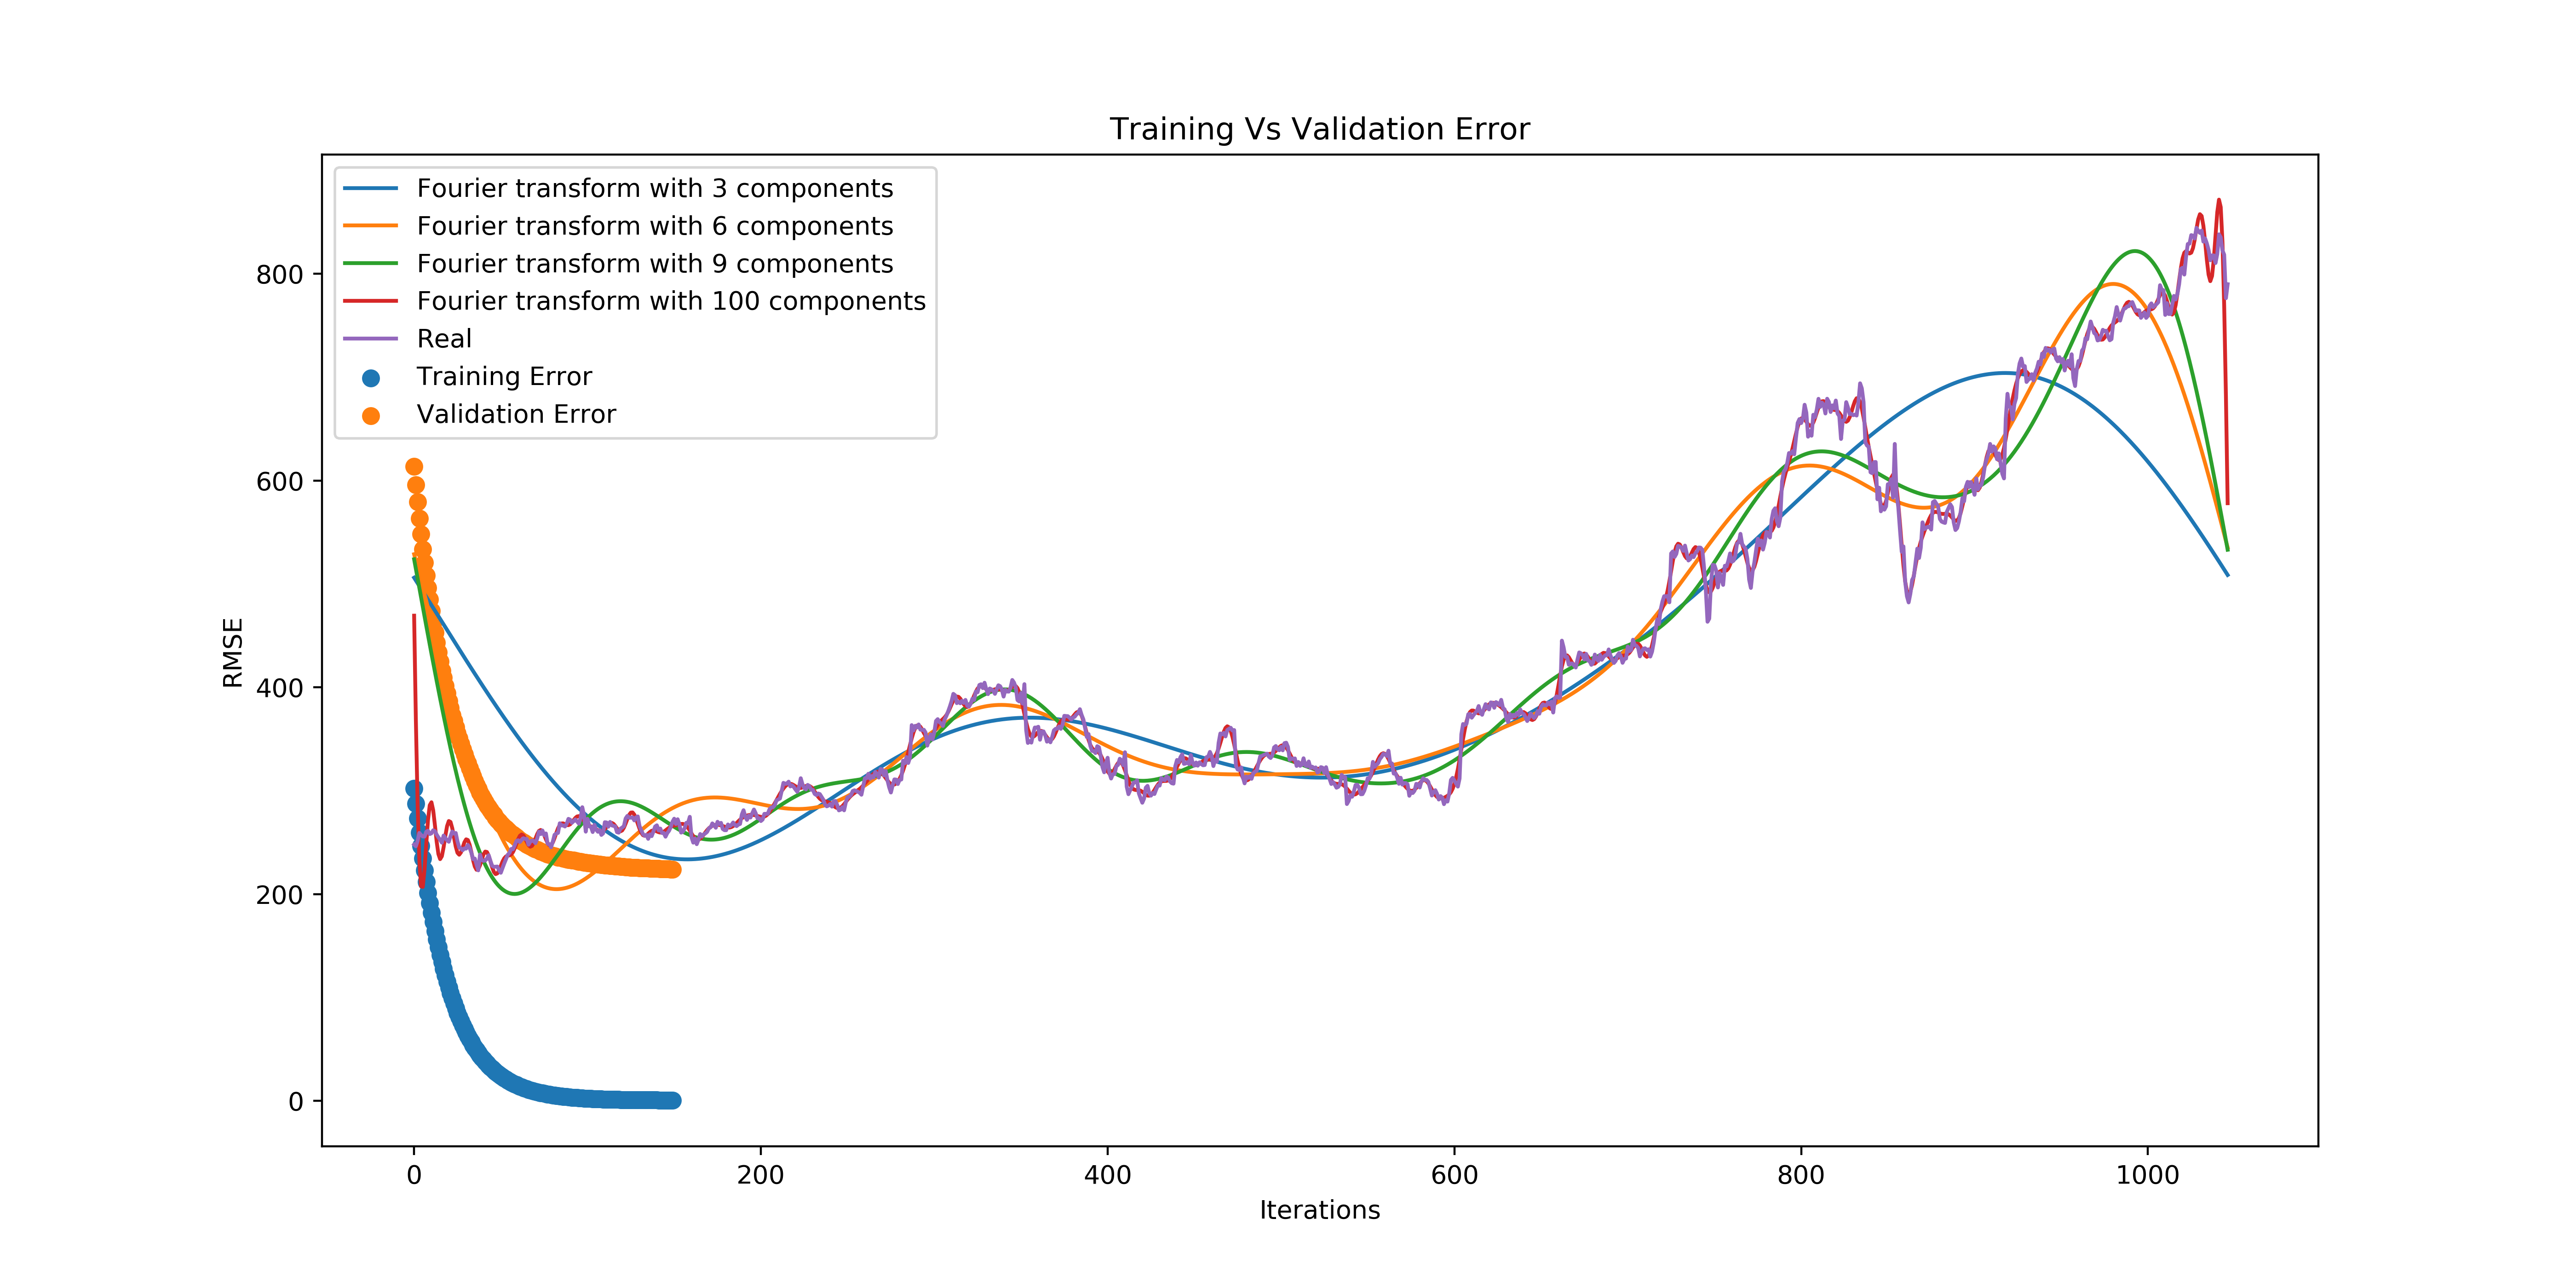 Training Vs Validation Error
Fourier transform with 3 components
Fourier transform with 6 components
Fourier transform with 9 components
Fourier transform with 100 components
Real
Training Error
Validation Error
800
600
400
200
0
RMSE
0 200 400 600 800 1000
Iterations